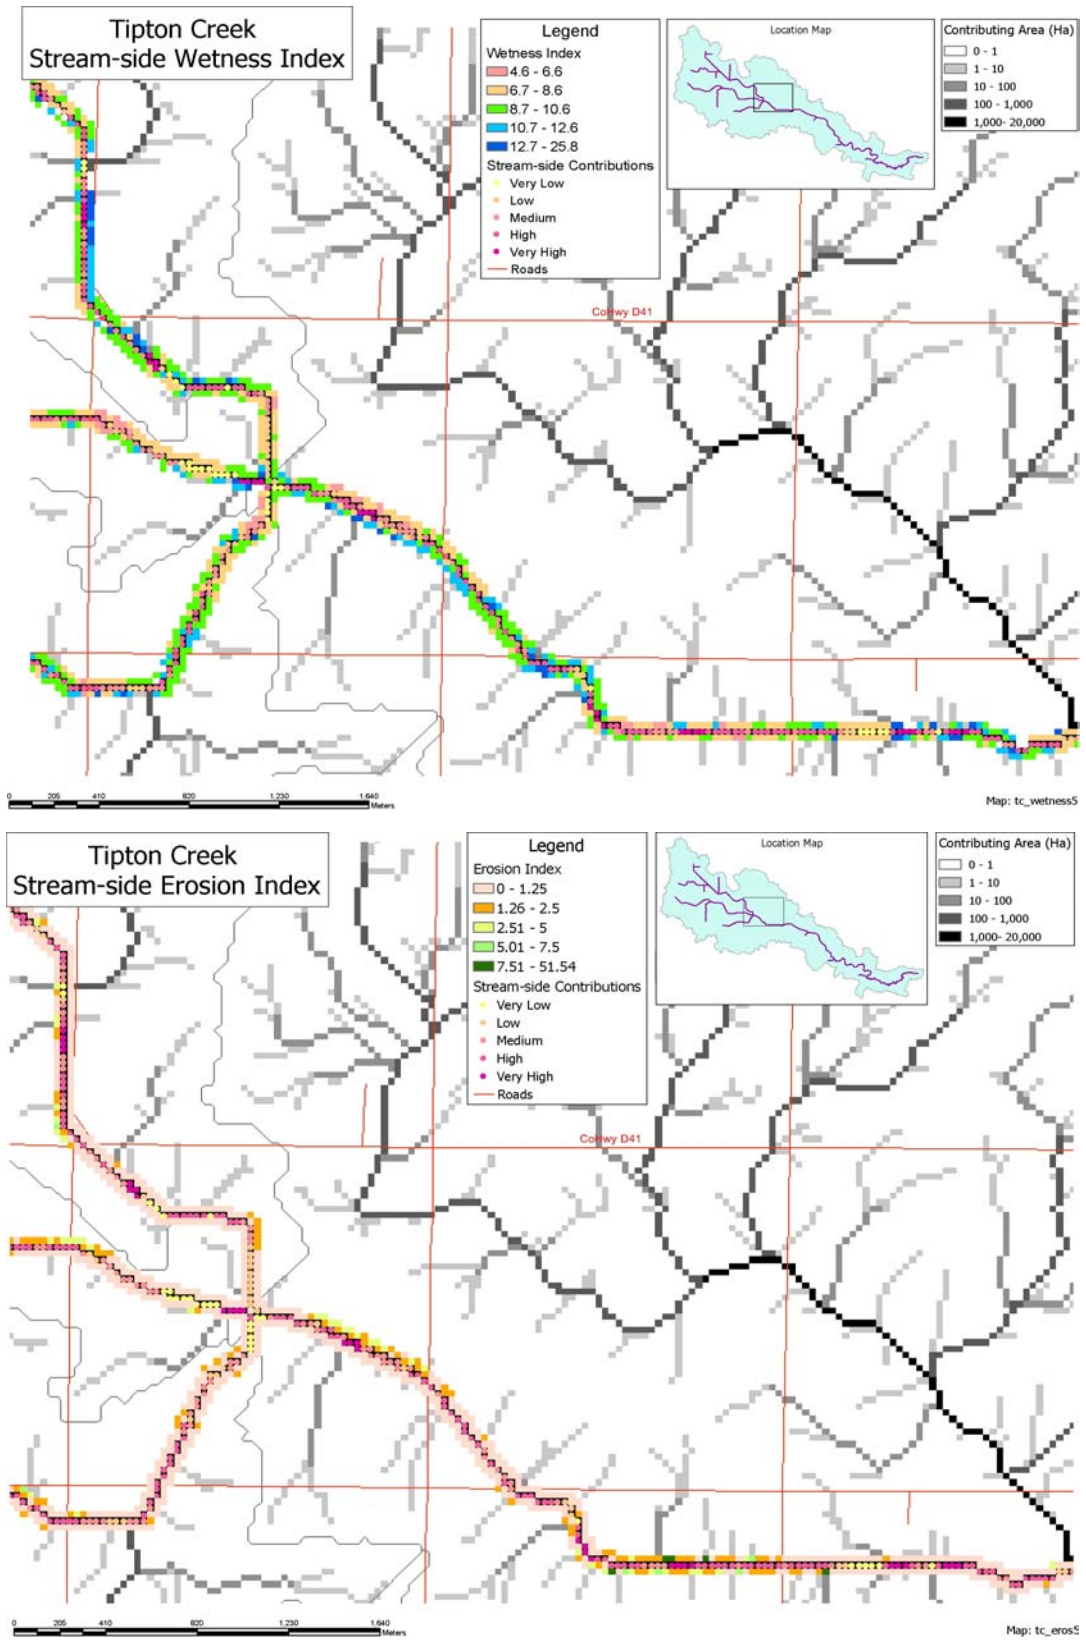 Tipton Creek
Stream-side Wetness Index
Legend
Wetness Index
4.6 - 6.6
6.7 - 8.6
8.7 - 10.6
10.7 - 12.6
12.7 - 25.8
Stream-side Contributions
Very Low
Low
Medium
High
Very High
Roads
Location Map
Contributing Area (Ha)
0 - 1
1 - 10
10 - 100
100 - 1,000
1,000- 20,000
CoHwy D41
0 205 410 820 1,230 1,640
Meters
Map: tc_wetness5
Tipton Creek
Stream-side Erosion Index
Legend
Erosion Index
0 - 1.25
1.26 - 2.5
2.51 - 5
5.01 - 7.5
7.51 - 51.54
Stream-side Contributions
Very Low
Low
Medium
High
Very High
Roads
Location Map
Contributing Area (Ha)
0 - 1
1 - 10
10 - 100
100 - 1,000
1,000- 20,000
CoHwy D41
0 205 410 820 1,230 1,640
Meters
Map: tc_eros5